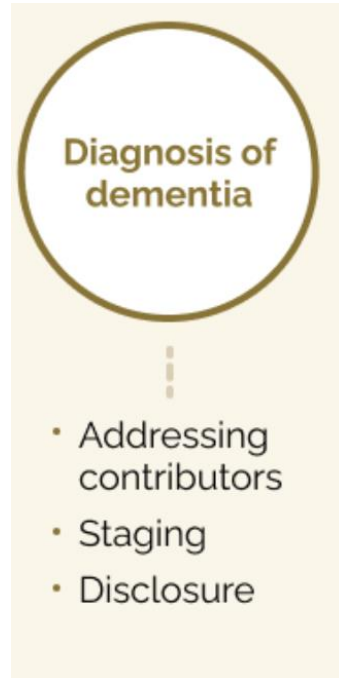 Diagnosis of
dementia
• Addressing
contributors
• Staging
• Disclosure